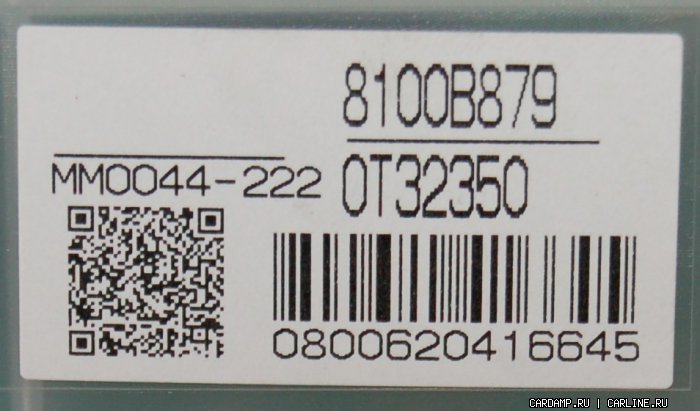 8100B879
MM0044-222
0T32350
0800620416645
CARDAMP.RU | CARLINE.RU